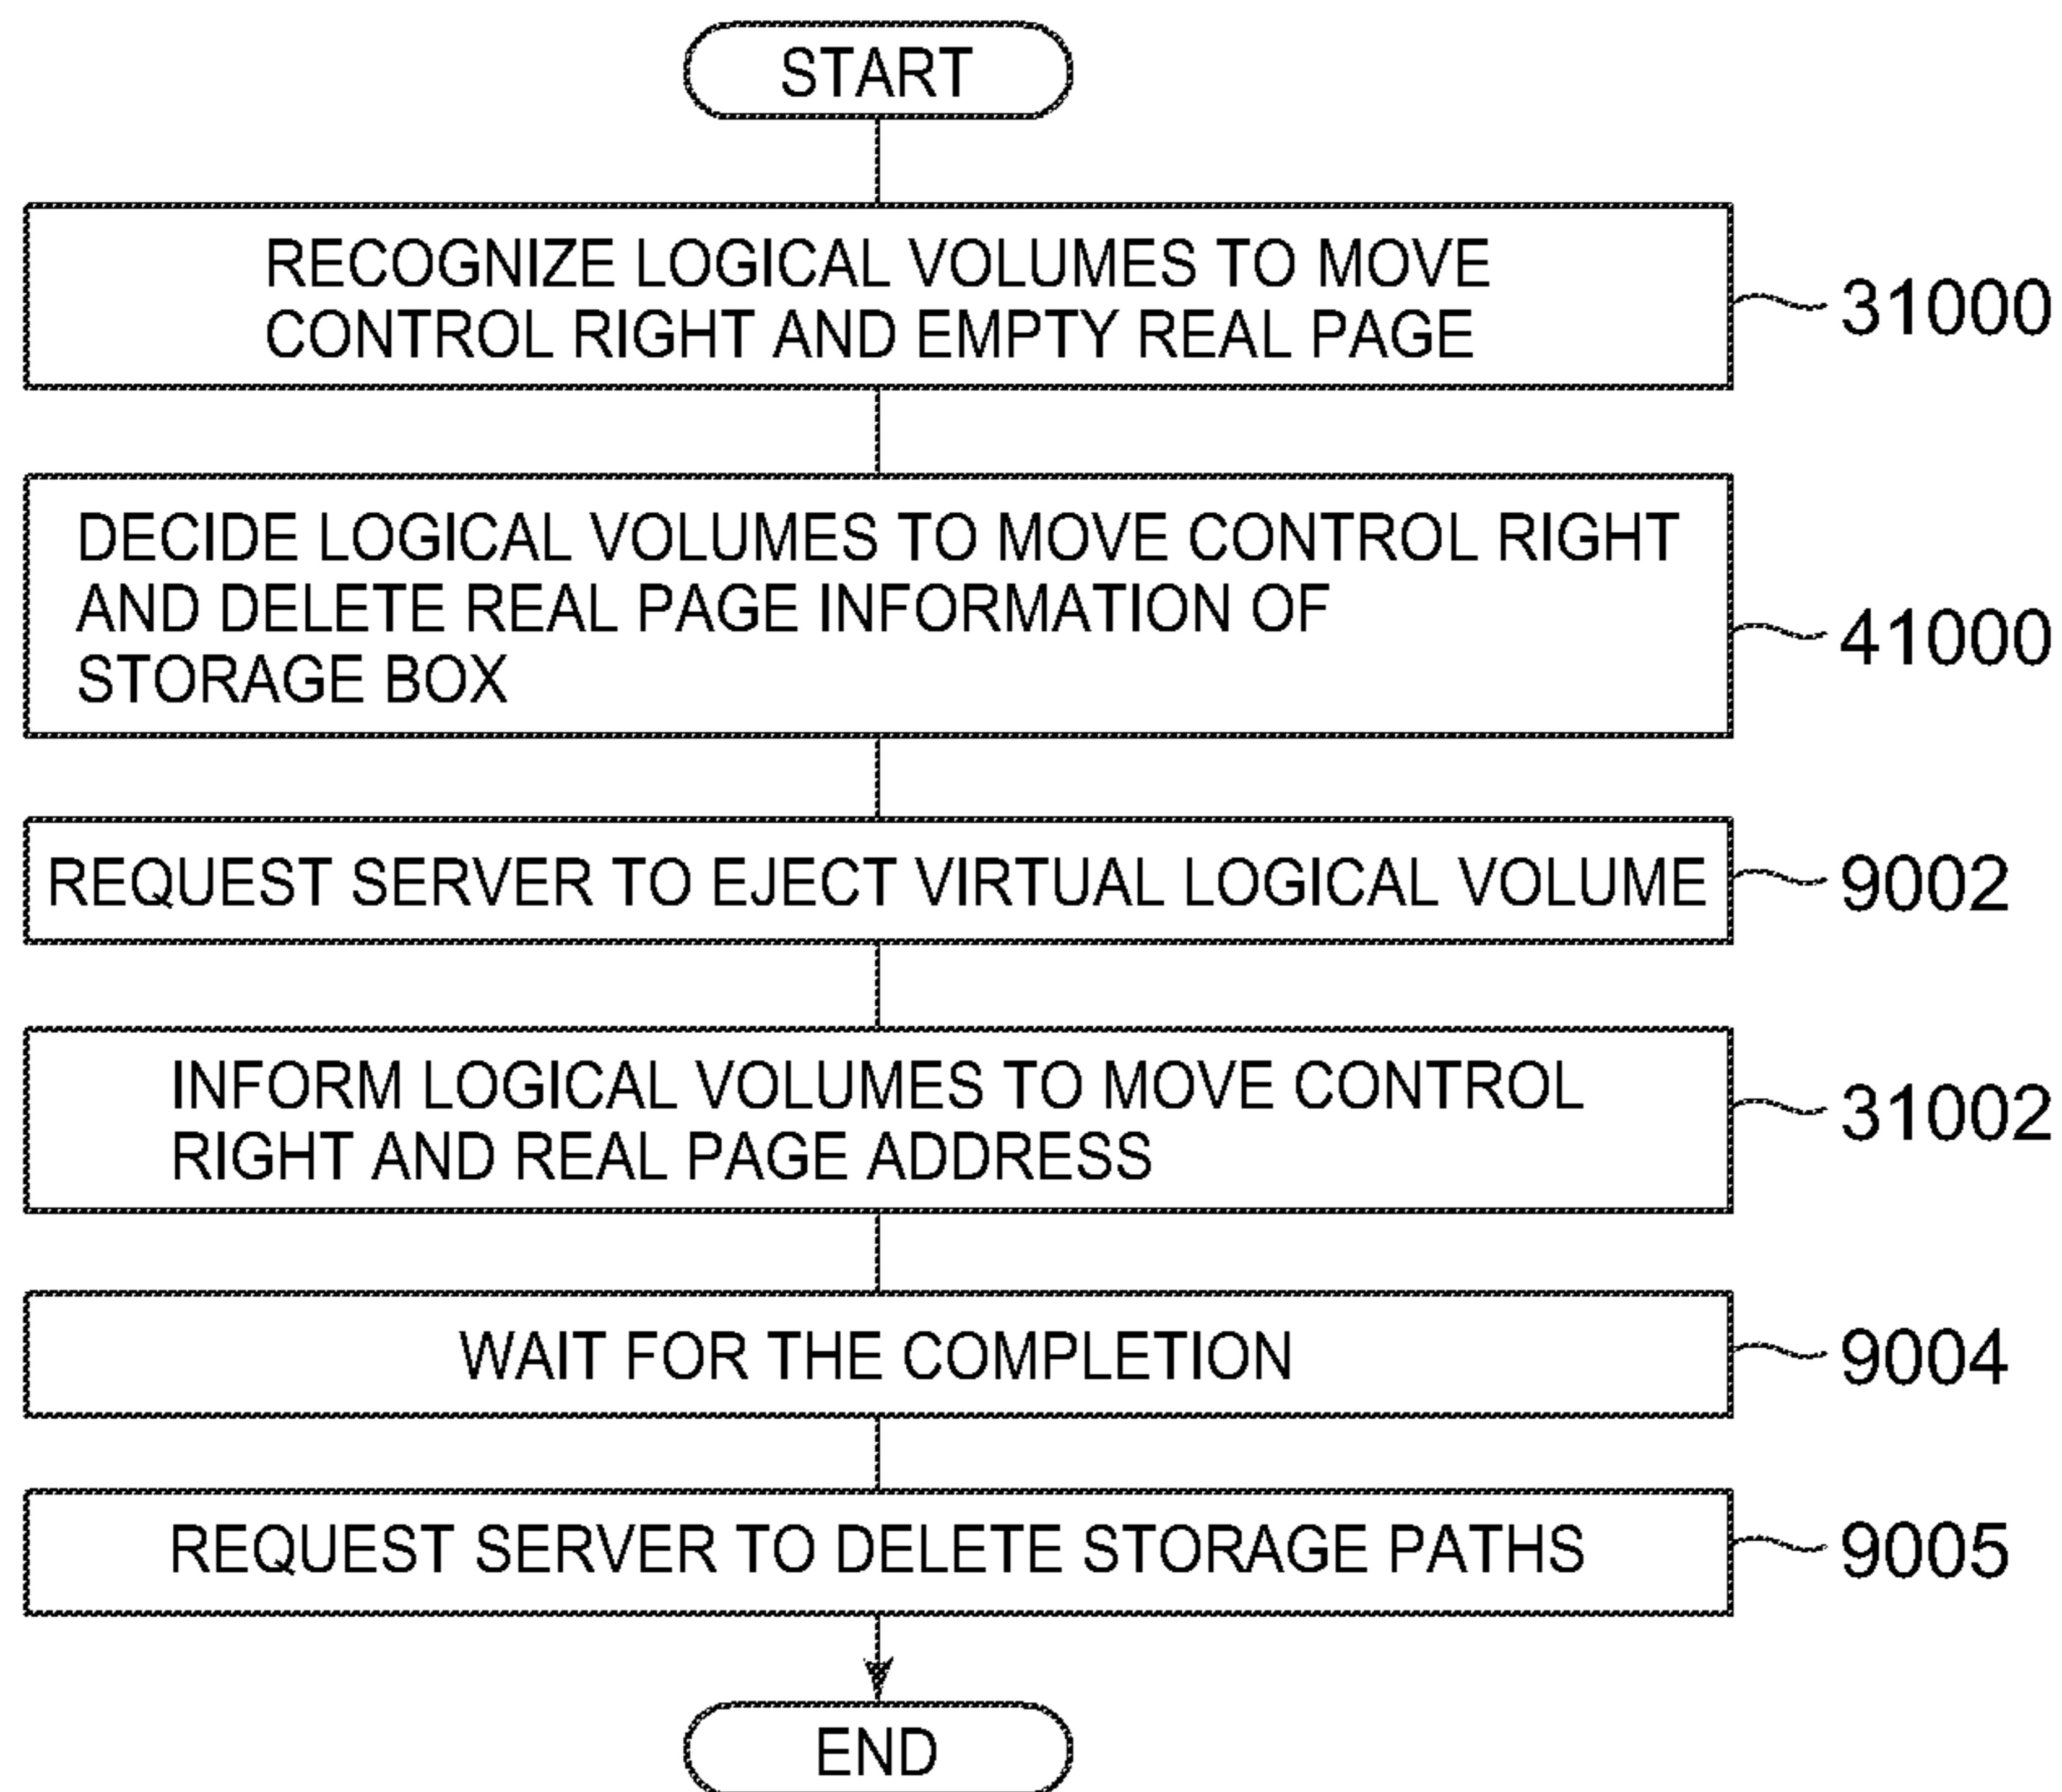 START
RECOGNIZE LOGICAL VOLUMES TO MOVE
CONTROL RIGHT AND EMPTY REAL PAGE
31000
DECIDE LOGICAL VOLUMES TO MOVE CONTROL RIGHT
AND DELETE REAL PAGE INFORMATION OF
STORAGE BOX
41000
REQUEST SERVER TO EJECT VIRTUAL LOGICAL VOLUME
9002
INFORM LOGICAL VOLUMES TO MOVE CONTROL
RIGHT AND REAL PAGE ADDRESS
31002
WAIT FOR THE COMPLETION
9004
REQUEST SERVER TO DELETE STORAGE PATHS
9005
END